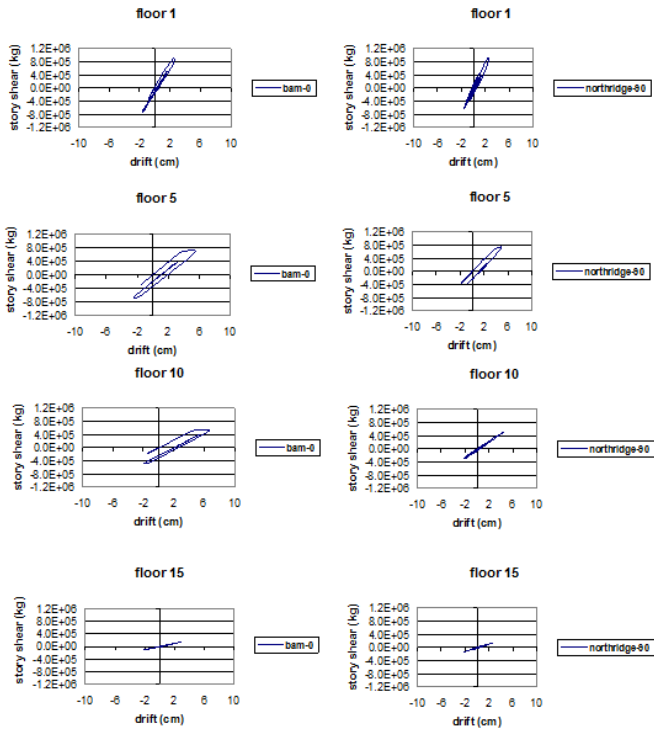 floor 1
story shear (kg)
1.2E+06
8.0E+05
4.0E+05
0.0E+00
-4.0E+05
-8.0E+05
-1.2E+06
-10 -6 -2 2 6 10
drift (cm)
bam-0
floor 1
story shear (kg)
1.2E+06
8.0E+05
4.0E+05
0.0E+00
-4.0E+05
-8.0E+05
-1.2E+06
-10 -6 -2 2 6 10
drift (cm)
northridge-90
floor 5
story shear (kg)
1.2E+06
8.0E+05
4.0E+05
0.0E+00
-4.0E+05
-8.0E+05
-1.2E+06
-10 -6 -2 2 6 10
drift (cm)
bam-0
floor 5
story shear (kg)
1.2E+06
8.0E+05
4.0E+05
0.0E+00
-4.0E+05
-8.0E+05
-1.2E+06
-10 -6 -2 2 6 10
drift (cm)
northridge-90
floor 10
story shear (kg)
1.2E+06
8.0E+05
4.0E+05
0.0E+00
-4.0E+05
-8.0E+05
-1.2E+06
-10 -6 -2 2 6 10
drift (cm)
bam-0
floor 10
story shear (kg)
1.2E+06
8.0E+05
4.0E+05
0.0E+00
-4.0E+05
-8.0E+05
-1.2E+06
-10 -6 -2 2 6 10
drift (cm)
northridge-90
floor 15
story shear (kg)
1.2E+06
8.0E+05
4.0E+05
0.0E+00
-4.0E+05
-8.0E+05
-1.2E+06
-10 -6 -2 2 6 10
drift (cm)
bam-0
floor 15
story shear (kg)
1.2E+06
8.0E+05
4.0E+05
0.0E+00
-4.0E+05
-8.0E+05
-1.2E+06
-10 -6 -2 2 6 10
drift (cm)
northridge-90